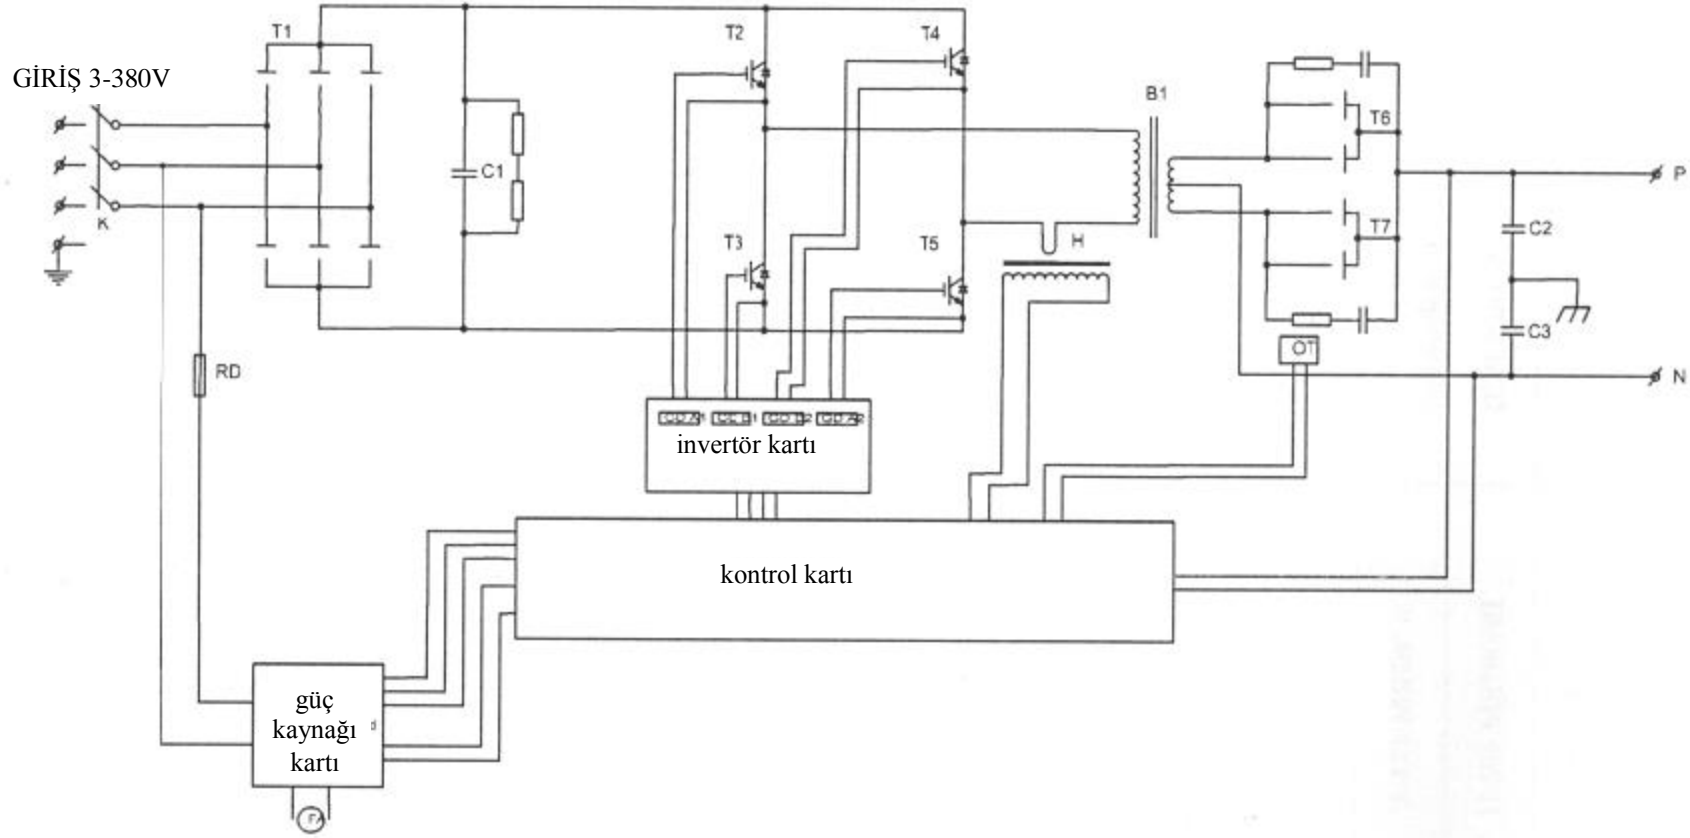 GİRİŞ 3-380V
T1
T2
T4
B1
T6
P
C1
K
T3
T5
H
T7
C2
C3
OT
N
RD
invertör kartı
kontrol kartı
güç
kaynağı
kartı